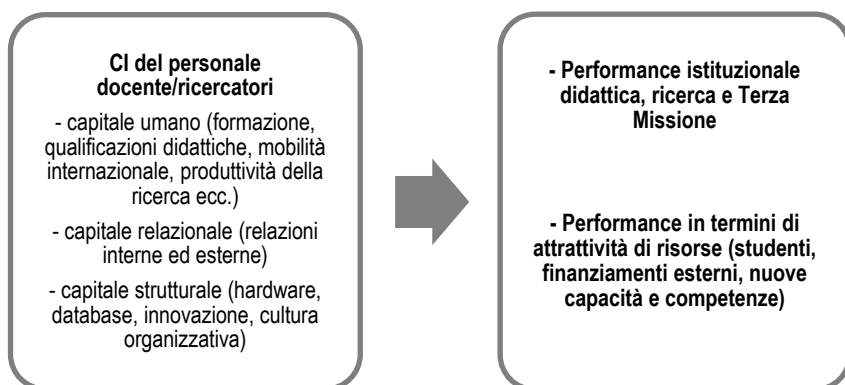 CI del personale
docente/ricercatori
- capitale umano (formazione,
qualificazioni didattiche, mobilità
internazionale, produttività della
ricerca ecc.)
- capitale relazionale (relazioni
interne ed esterne)
- capitale strutturale (hardware,
database, innovazione, cultura
organizzativa)
- Performance istituzionale
didattica, ricerca e Terza
Missione
- Performance in termini di
attrattività di risorse (studenti,
finanziamenti esterni, nuove
capacità e competenze)